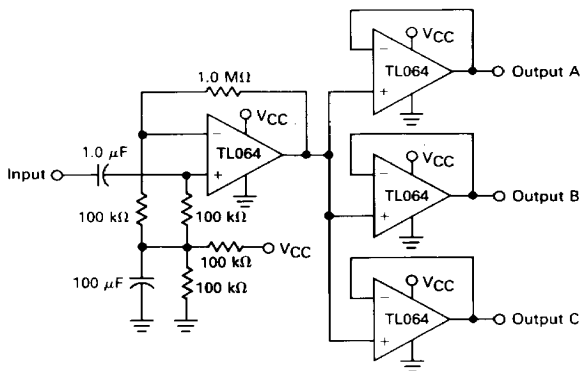 VCC
TL064
Output A
1.0 MΩ
VCC
TL064
1.0 μF
Input
100 kΩ
100 kΩ
VCC
100 kΩ
100 μF
100 kΩ
VCC
TL064
Output B
VCC
TL064
Output C